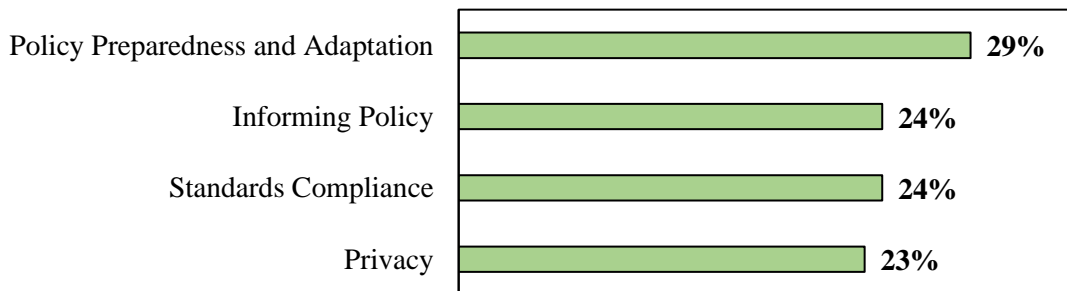 Policy Preparedness and Adaptation 29%
Informing Policy 24%
Standards Compliance 24%
Privacy 23%